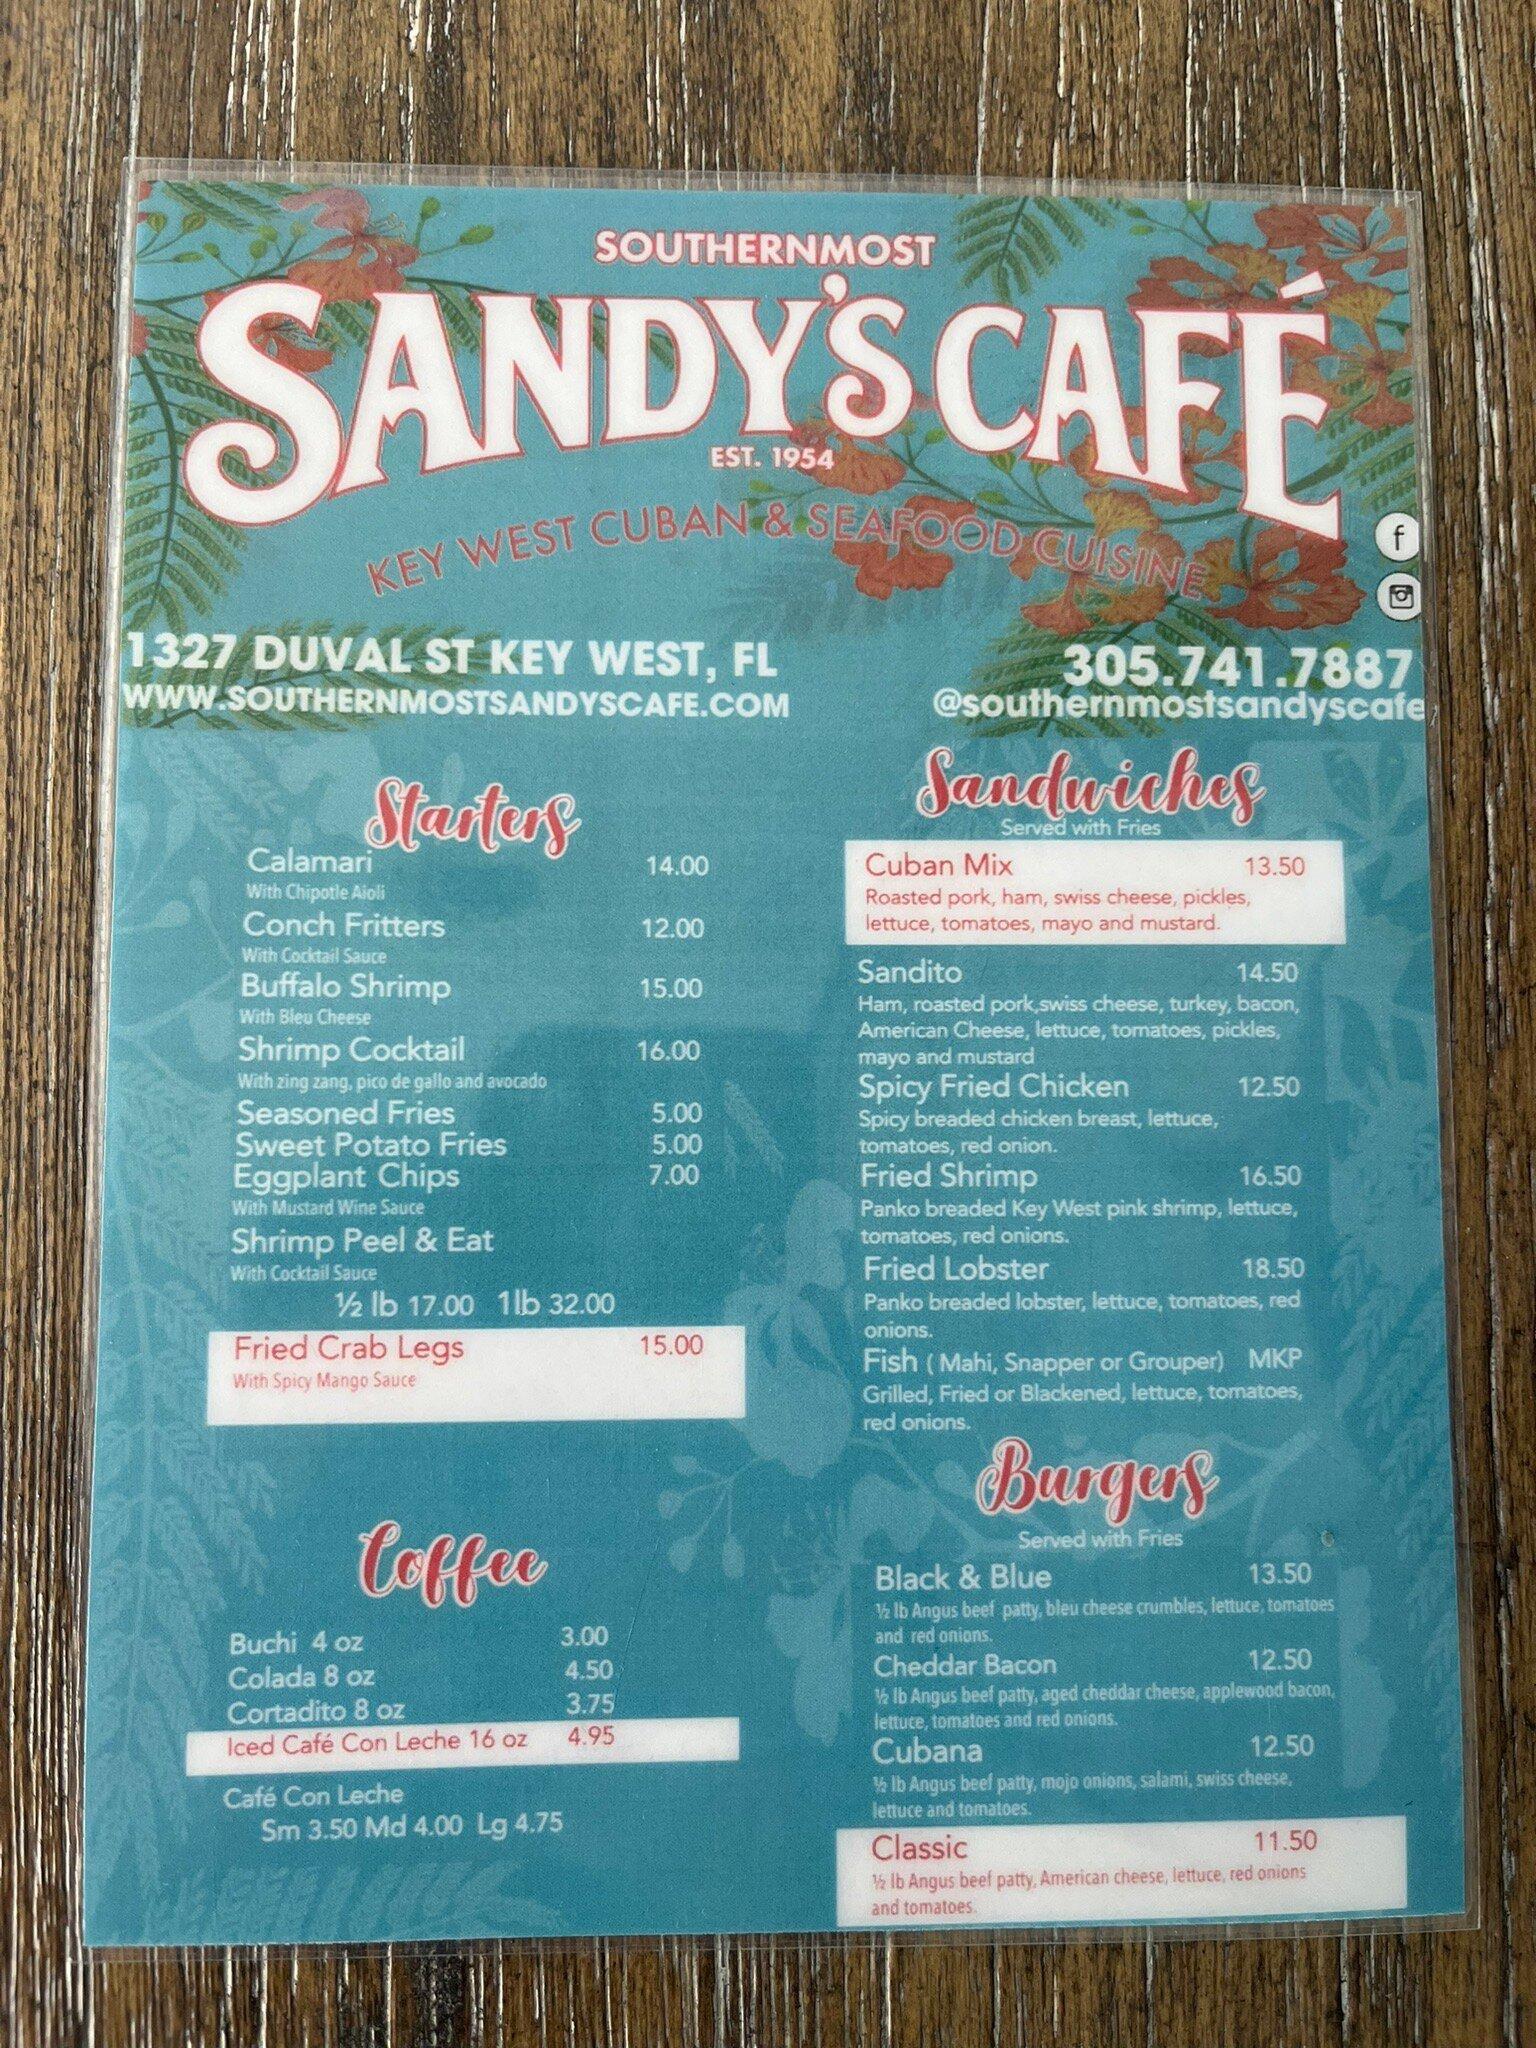 SOUTHERNMOST
SANDY'S CAFÉ
EST. 1954
KEY WEST CUBAN & SEAFOOD CUISINE
f
1327 DUVAL ST KEY WEST, FL
WWW.SOUTHERNMOSTSANDYSCAFE.COM
305.741.7887
@southernmostsandyscafe
Starters
Calamari 14.00
With Chipotle Aioli
Conch Fritters 12.00
With Cocktail Sauce
Buffalo Shrimp 15.00
With Bleu Cheese
Shrimp Cocktail 16.00
With zing zang, pico de gallo and avocado
Seasoned Fries 5.00
Sweet Potato Fries 5.00
Eggplant Chips 7.00
With Mustard Wine Sauce
Shrimp Peel & Eat
With Cocktail Sauce
½ lb 17.00 1lb 32.00
Fried Crab Legs 15.00
With Spicy Mango Sauce
Coffee
Buchi 4 oz 3.00
Colada 8 oz 4.50
Cortadito 8 oz 3.75
Iced Café Con Leche 16 oz 4.95
Café Con Leche
Sm 3.50 Md 4.00 Lg 4.75
Sandwiches
Served with Fries
Cuban Mix 13.50
Roasted pork, ham, swiss cheese, pickles,
lettuce, tomatoes, mayo and mustard.
Sandito 14.50
Ham, roasted pork,swiss cheese, turkey, bacon,
American Cheese, lettuce, tomatoes, pickles,
mayo and mustard
Spicy Fried Chicken 12.50
Spicy breaded chicken breast, lettuce,
tomatoes, red onion.
Fried Shrimp 16.50
Panko breaded Key West pink shrimp, lettuce,
tomatoes, red onions.
Fried Lobster 18.50
Panko breaded lobster, lettuce, tomatoes, red
onions.
Fish ( Mahi, Snapper or Grouper) MKP
Grilled, Fried or Blackened, lettuce, tomatoes,
red onions.
Burgers
Served with Fries
Black & Blue 13.50
½ lb Angus beef patty, bleu cheese crumbles, lettuce, tomatoes
and red onions.
Cheddar Bacon 12.50
½ lb Angus beef patty, aged cheddar cheese, applewood bacon,
lettuce, tomatoes and red onions.
Cubana 12.50
½ lb Angus beef patty, mojo onions, salami, swiss cheese,
lettuce and tomatoes.
Classic 11.50
½ lb Angus beef patty, American cheese, lettuce, red onions
and tomatoes.